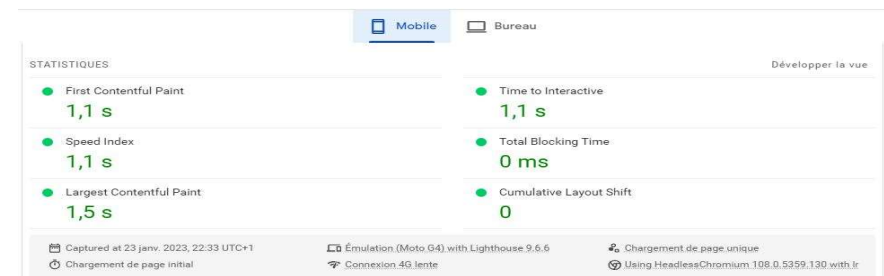 Mobile
Bureau
STATISTIQUES
Développer la vue
First Contentful Paint
1,1 s
Time to Interactive
1,1 s
Speed Index
1,1 s
Total Blocking Time
0 ms
Largest Contentful Paint
1,5 s
Cumulative Layout Shift
0
Captured at 23 janv. 2023, 22:33 UTC+1
Émulation (Moto G4) with Lighthouse 9.6.6
Chargement de page unique
Chargement de page initial
Connexion 4G lente
Using HeadlessChromium 108.0.5359.130 with lr